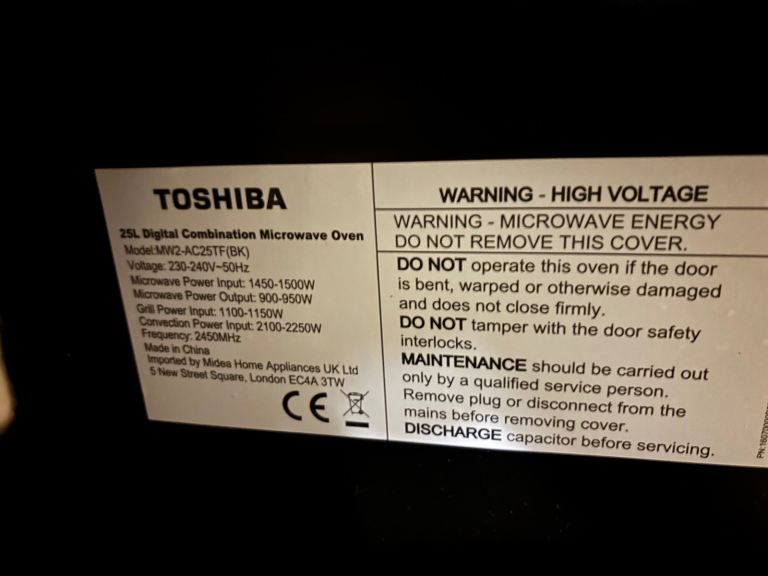 TOSHIBA
25L Digital Combination Microwave Oven
Model:MW2-AC25TF(BK)
Voltage: 230-240V~50Hz
Microwave Power Input: 1450-1500W
Microwave Power Output: 900-950W
Grill Power Input: 1100-1150W
Convection Power Input: 2100-2250W
Frequency: 2450MHz
Made in China
Imported by Midea Home Appliances UK Ltd
5 New Street Square, London EC4A 3TW
CE
WARNING - HIGH VOLTAGE
WARNING - MICROWAVE ENERGY
DO NOT REMOVE THIS COVER.
DO NOT operate this oven if the door
is bent, warped or otherwise damaged
and does not close firmly.
DO NOT tamper with the door safety
interlocks.
MAINTENANCE should be carried out
only by a qualified service person.
Remove plug or disconnect from the
mains before removing cover.
DISCHARGE capacitor before servicing.